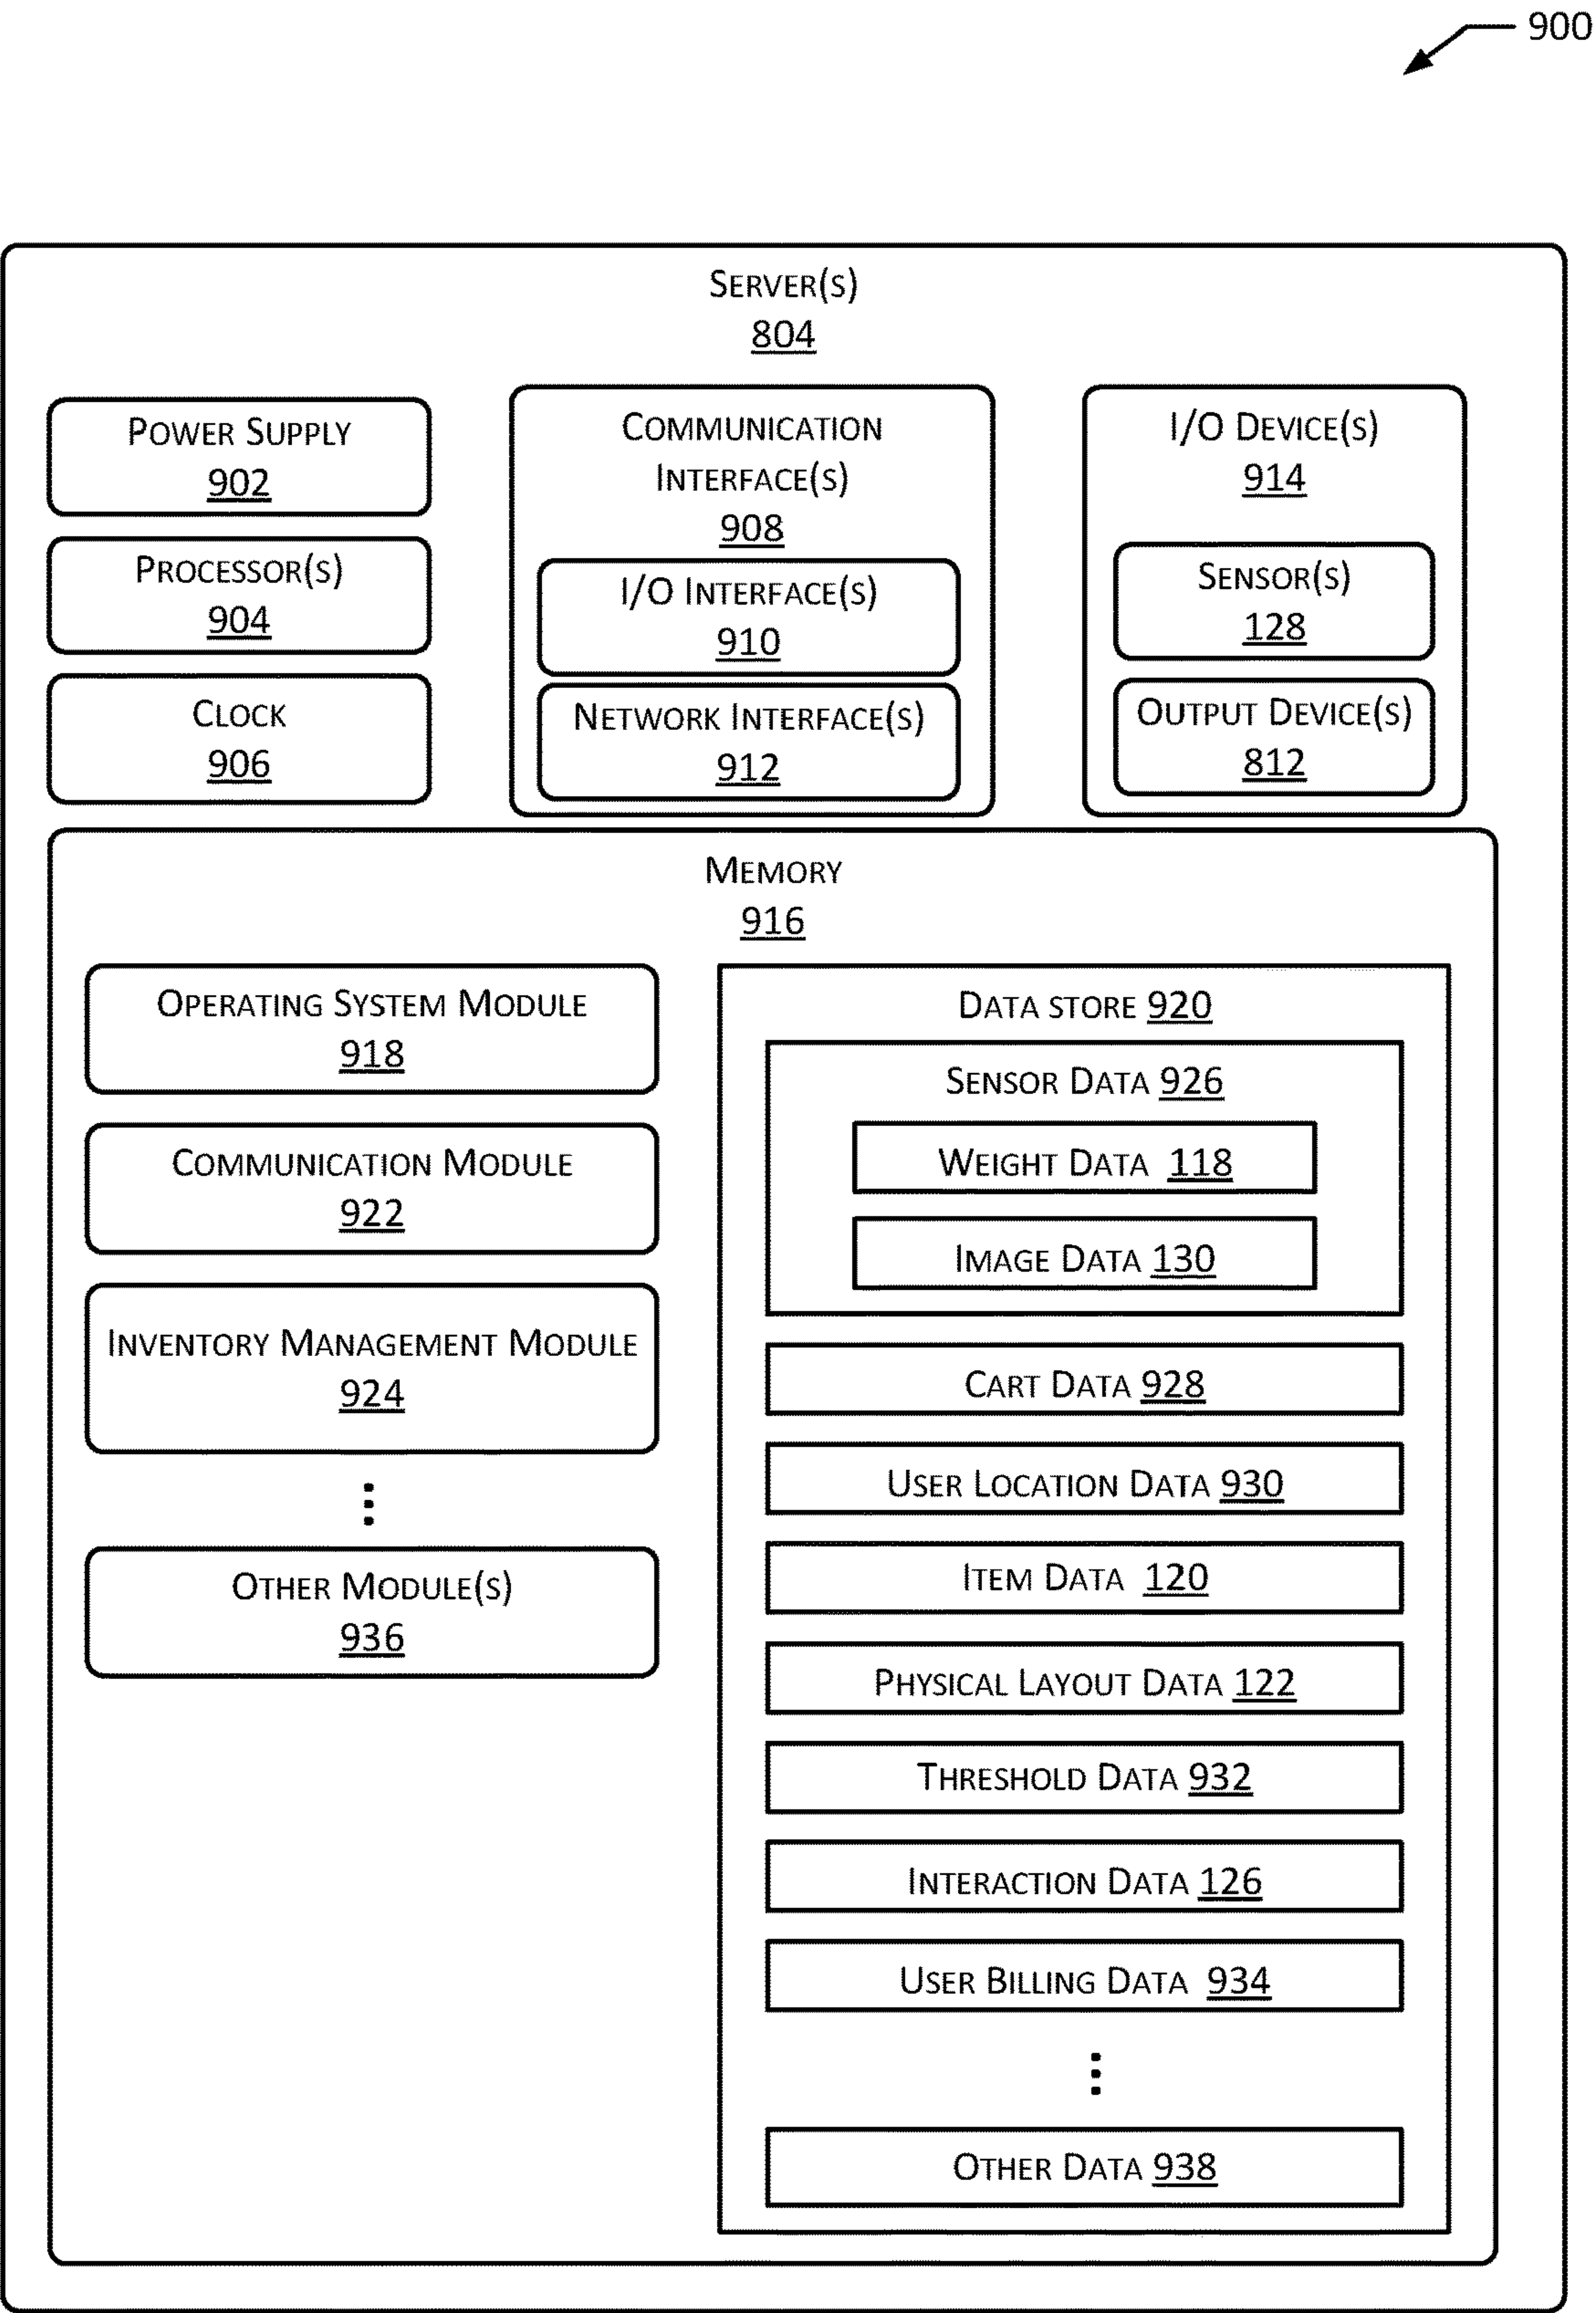 900
SERVER(S)
804
POWER SUPPLY
902
PROCESSOR(S)
904
CLOCK
906
COMMUNICATION
INTERFACE(S)
908
I/O INTERFACE(S)
910
NETWORK INTERFACE(S)
912
I/O DEVICE(S)
914
SENSOR(S)
128
OUTPUT DEVICE(S)
812
MEMORY
916
OPERATING SYSTEM MODULE
918
COMMUNICATION MODULE
922
INVENTORY MANAGEMENT MODULE
924
OTHER MODULE(S)
936
DATA STORE 920
SENSOR DATA 926
WEIGHT DATA 118
IMAGE DATA 130
CART DATA 928
USER LOCATION DATA 930
ITEM DATA 120
PHYSICAL LAYOUT DATA 122
THRESHOLD DATA 932
INTERACTION DATA 126
USER BILLING DATA 934
OTHER DATA 938